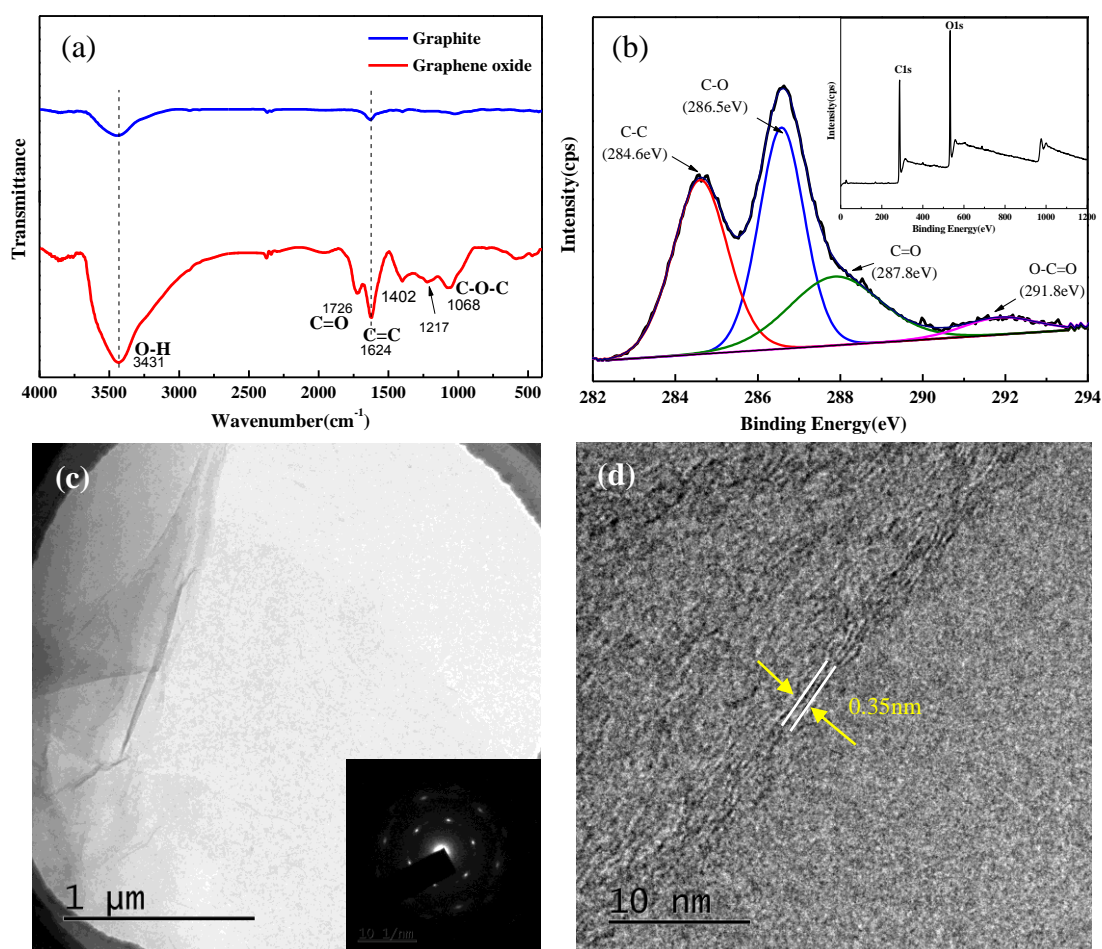 (a)
Graphite
Graphene oxide
Transmittance
O-H
3431
1726
C=O
C=C
1624
1402
1217
C-O-C
1068
4000 3500 3000 2500 2000 1500 1000 500
Wavenumber(cm⁻¹)
(b)
Intensity(cps)
C-C
(284.6eV)
C-O
(286.5eV)
C=O
(287.8eV)
O-C=O
(291.8eV)
282 284 286 288 290 292 294
Binding Energy(eV)
Intensity(cps)
C1s
O1s
0 200 400 600 800 1000 1200
Binding Energy(eV)
(c)
1 μm
10 1/nm
(d)
0.35nm
10 nm